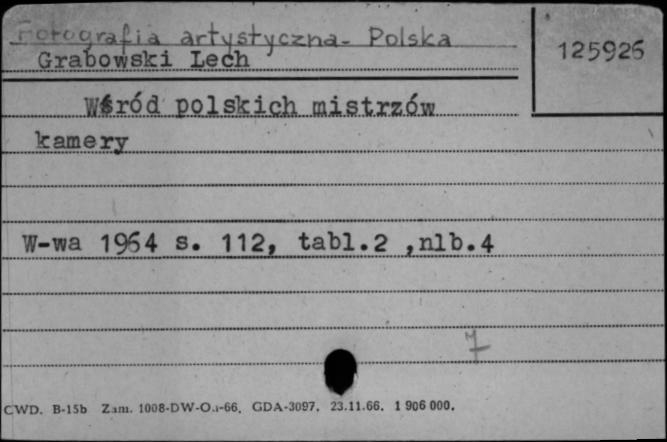 Fotografia artystyczna - Polska
125926
Grabowski Lech
Wśród polskich mistrzów
kamery
W-wa 1964 s. 112, tabl.2 ,nlb.4
7
CWD. B-15b Zam. 1008-DW-O.-66. GDA-3097. 23.11.66. 1 906 000.